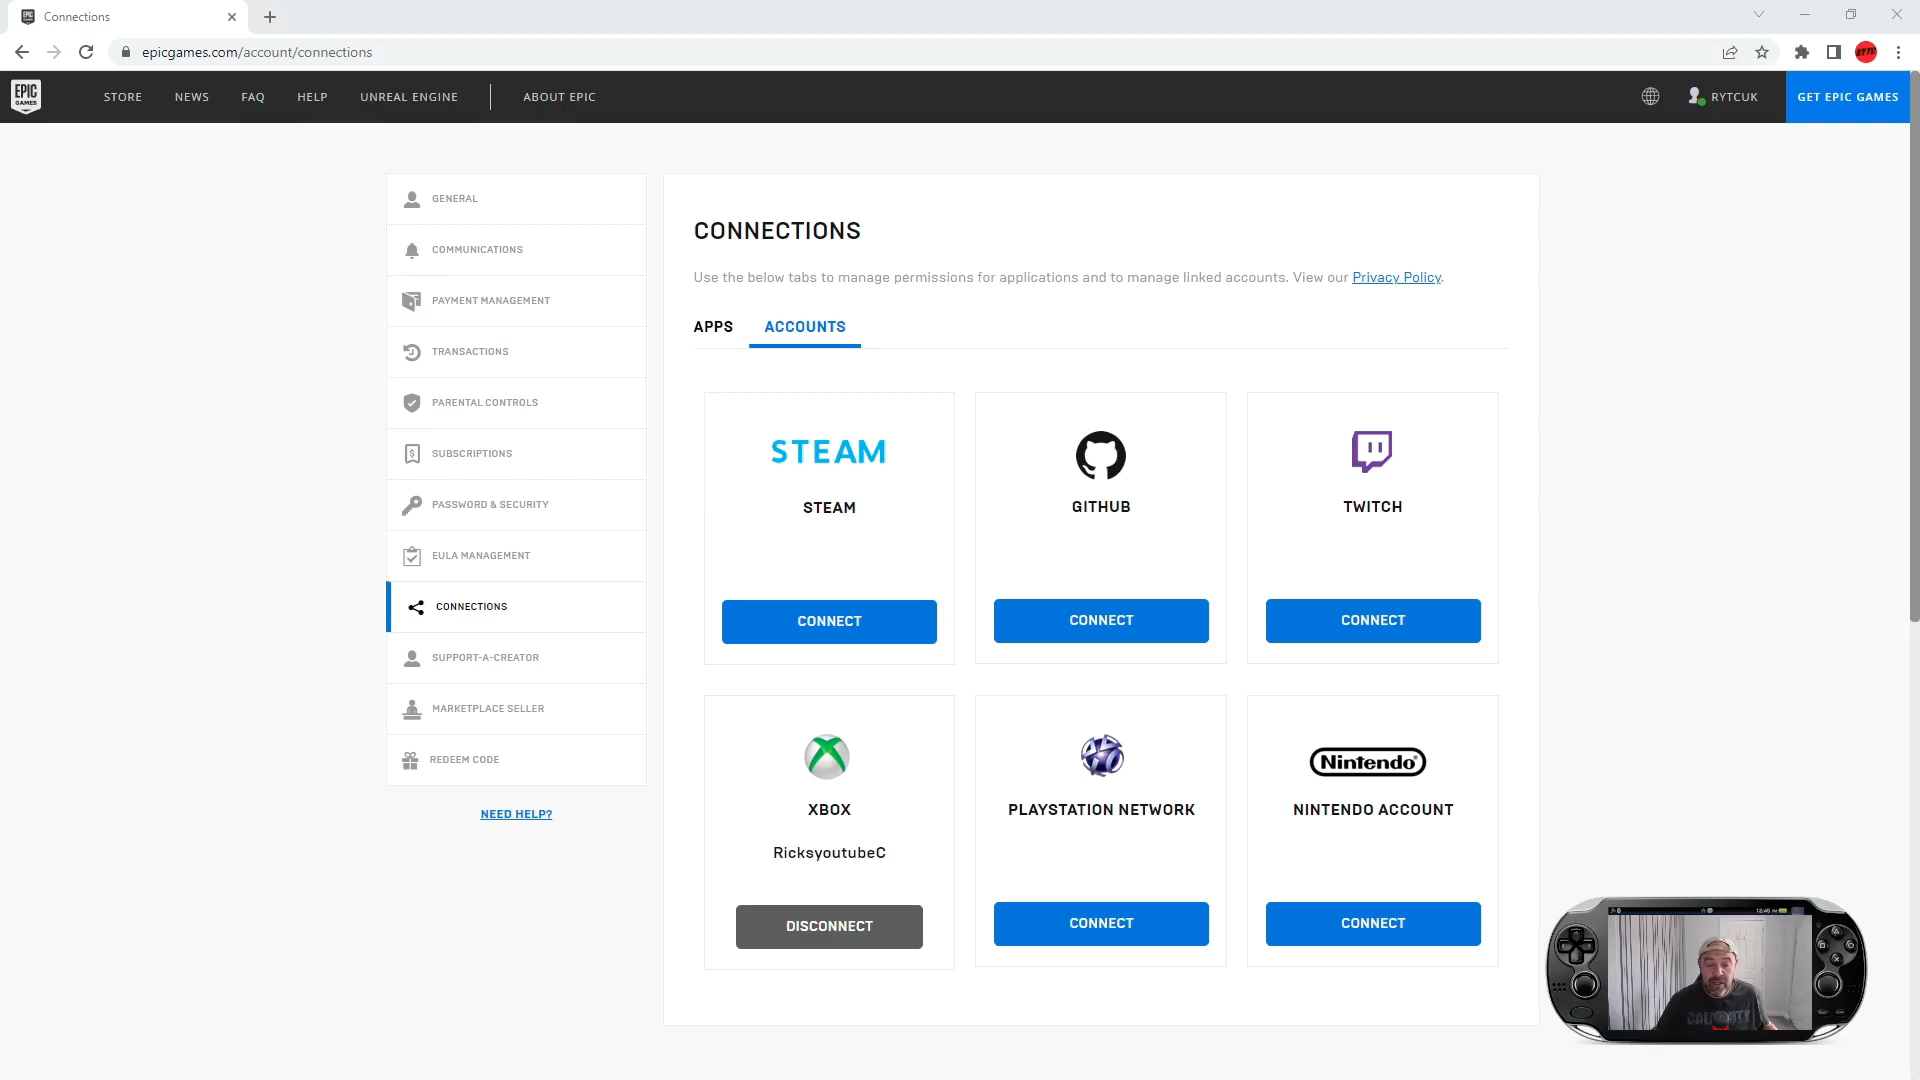 Connections
epicgames.com/account/connections
EPIC GAMES
STORE NEWS FAQ HELP UNREAL ENGINE ABOUT EPIC
RYTCUK
GET EPIC GAMES
GENERAL
COMMUNICATIONS
PAYMENT MANAGEMENT
TRANSACTIONS
PARENTAL CONTROLS
SUBSCRIPTIONS
PASSWORD & SECURITY
EULA MANAGEMENT
CONNECTIONS
SUPPORT-A-CREATOR
MARKETPLACE SELLER
REDEEM CODE
NEED HELP?
CONNECTIONS
Use the below tabs to manage permissions for applications and to manage linked accounts. View our Privacy Policy.
APPS ACCOUNTS
STEAM
STEAM
CONNECT
GITHUB
CONNECT
TWITCH
CONNECT
XBOX
RicksyoutubeC
DISCONNECT
PLAYSTATION NETWORK
CONNECT
Nintendo
NINTENDO ACCOUNT
CONNECT